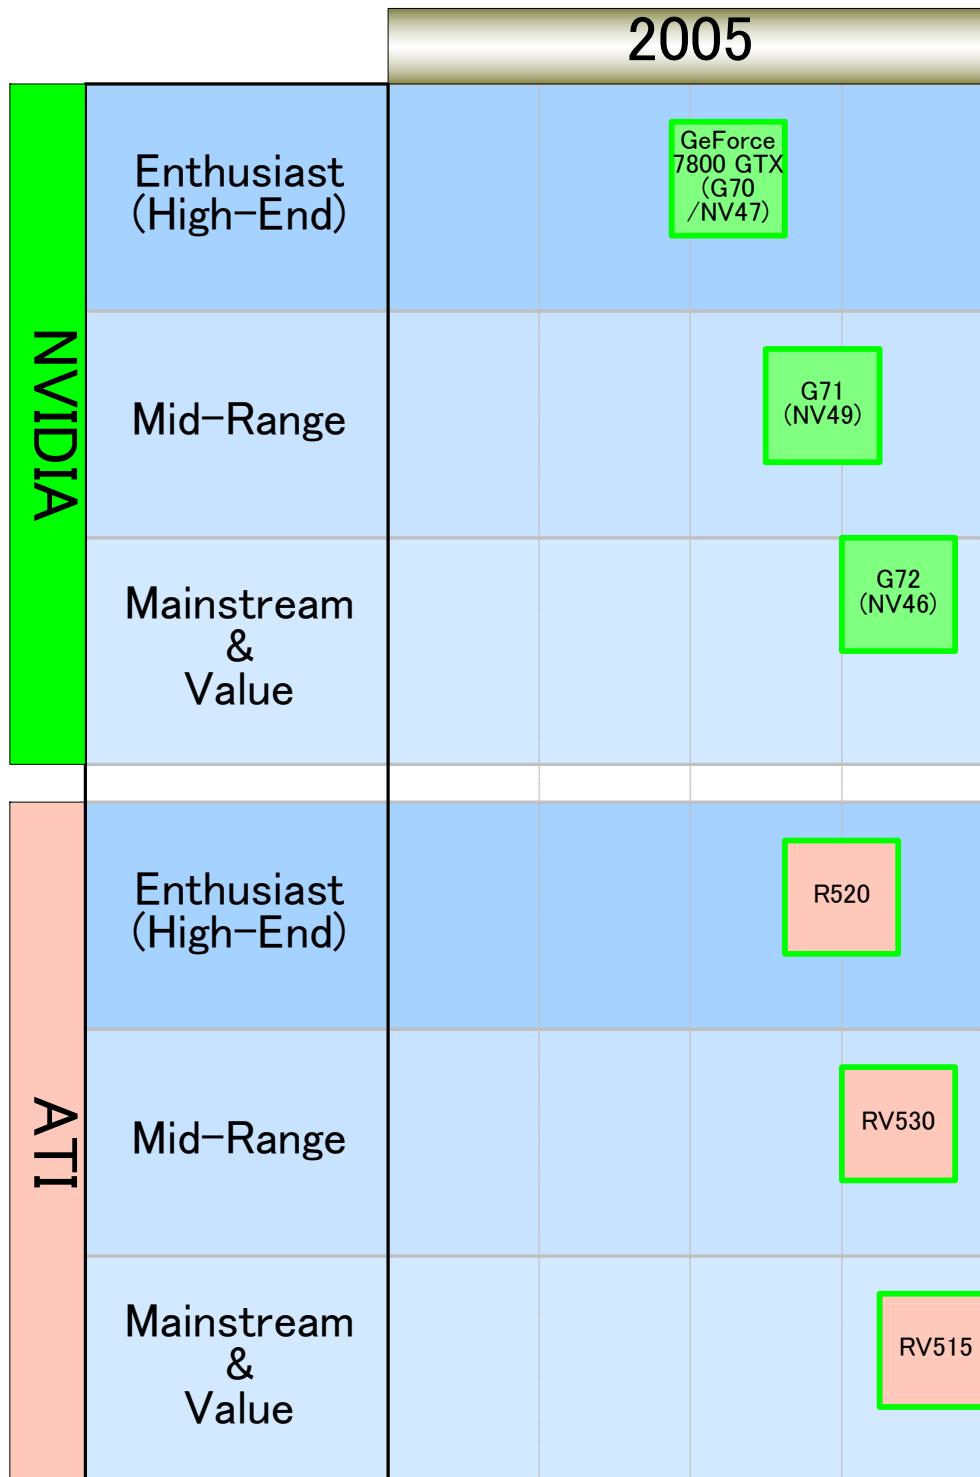 2005
NVIDIA
Enthusiast
(High-End)
GeForce
7800 GTX
(G70
/NV47)
Mid-Range
G71
(NV49)
Mainstream
&
Value
G72
(NV46)
ATI
Enthusiast
(High-End)
R520
Mid-Range
RV530
Mainstream
&
Value
RV515